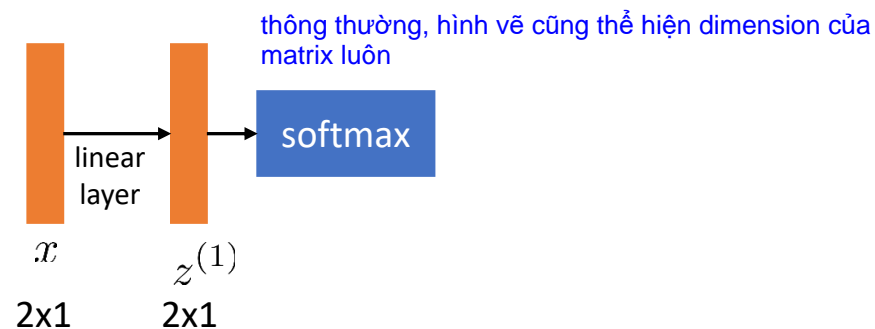 thông thường, hình vẽ cũng thể hiện dimension của
matrix luôn
softmax
linear
layer
x
z^{(1)}
2x1
2x1